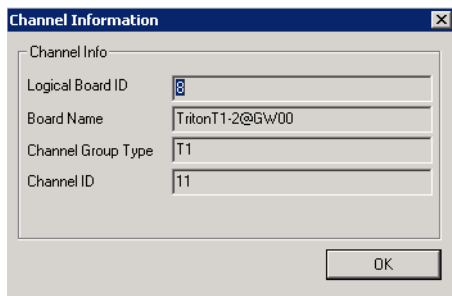 Channel Information
Channel Info
Logical Board ID 8
Board Name TritonT1-2@GW00
Channel Group Type T1
Channel ID 11
OK